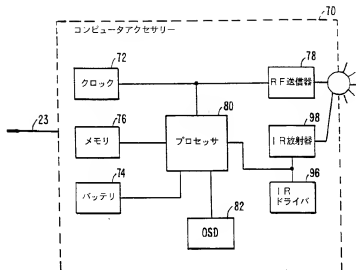 70
コンピュータアクセサリー
72
クロック
78
RF送信器
80
プロセッサ
98
IR放射器
23
76
メモリ
74
バッテリ
96
IR
ドライバ
82
OSD